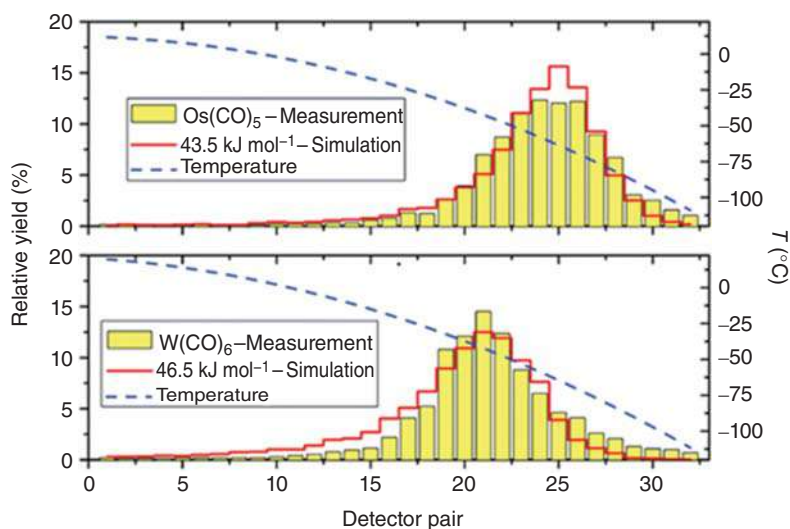 20
15
10
5
0
0
−25
−50
−75
−100
Os(CO)5–Measurement
43.5 kJ mol−1–Simulation
Temperature
Relative yield (%)
T (°C)
20
15
10
5
0
0
−25
−50
−75
−100
W(CO)6–Measurement
46.5 kJ mol−1–Simulation
Temperature
0 5 10 15 20 25 30
Detector pair